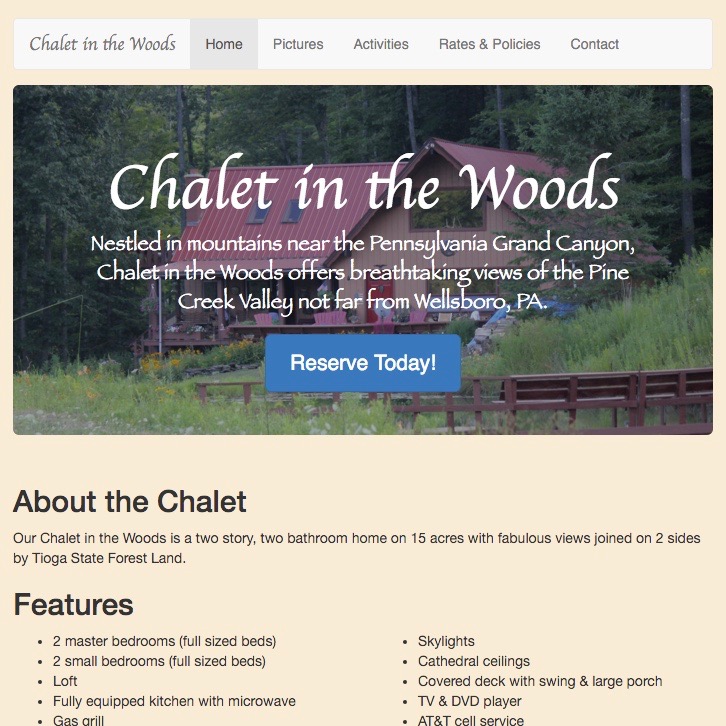 Chalet in the Woods Home Pictures Activities Rates & Policies Contact
Chalet in the Woods
Nestled in mountains near the Pennsylvania Grand Canyon,
Chalet in the Woods offers breathtaking views of the Pine
Creek Valley not far from Wellsboro, PA.
Reserve Today!
About the Chalet
Our Chalet in the Woods is a two story, two bathroom home on 15 acres with fabulous views joined on 2 sides
by Tioga State Forest Land.
Features
• 2 master bedrooms (full sized beds)
• 2 small bedrooms (full sized beds)
• Loft
• Fully equipped kitchen with microwave
• Gas grill
• Skylights
• Cathedral ceilings
• Covered deck with swing & large porch
• TV & DVD player
• AT&T cell service